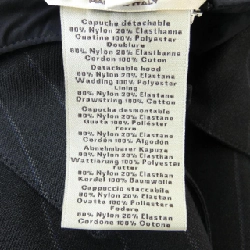 Capuche détachable
80% Nylon 20% Elasthanne
Ouatine 100% Polyester
Doublure
80% Nylon 20% Elasthanne
Cordon 100% Coton
Detachable hood
80% Nylon 20% Elastane
Wadding 100% Polyester
Lining
80% Nylon 20% Elastane
Drawstring 100% Cotton
Capucha desmontable
80% Nylon 20% Elastano
Guata 100% Poliéster
Forro
80% Nylon 20% Elastano
Cordón 100% Algodón
Abnehmbarer Kapuze
80% Nylon 20% Elastan
Wattierung 100% Polyester
Futter
80% Nylon 20% Elastan
Kordel 100% Baumwolle
Cappuccio staccabile
80% Nylon 20% Elastan
Ovatta 100% Poliestere
Fodera
80% Nylon 20% Elastan
Cordone 100% Cotone